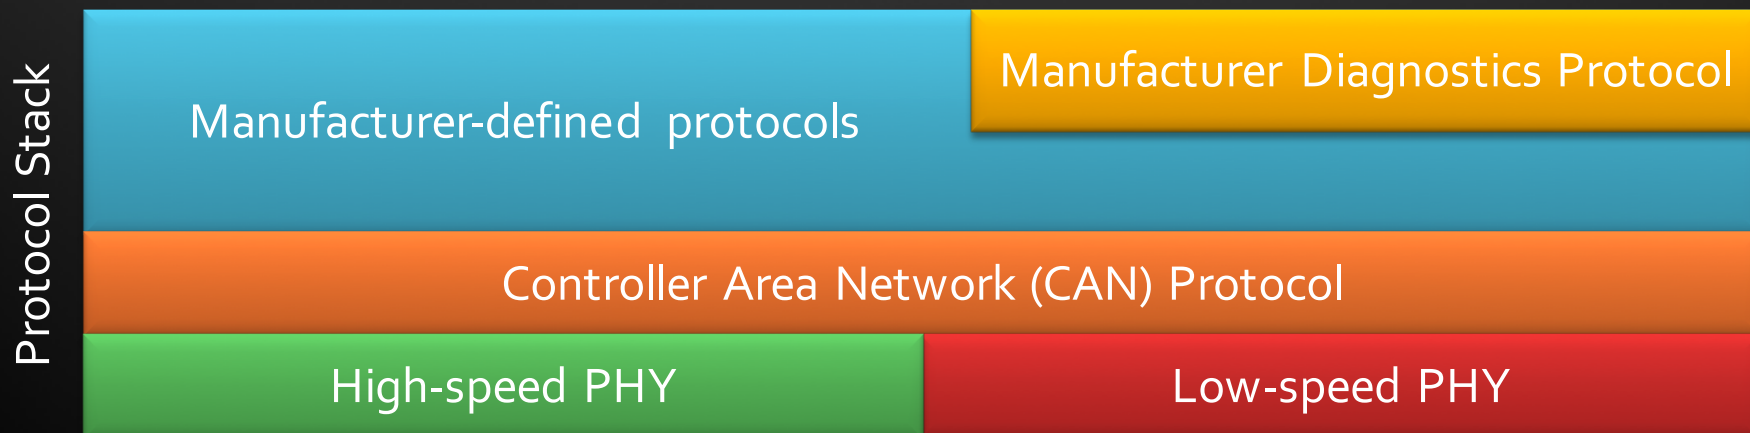 Protocol Stack
Manufacturer-defined protocols
Manufacturer Diagnostics Protocol
Controller Area Network (CAN) Protocol
High-speed PHY
Low-speed PHY